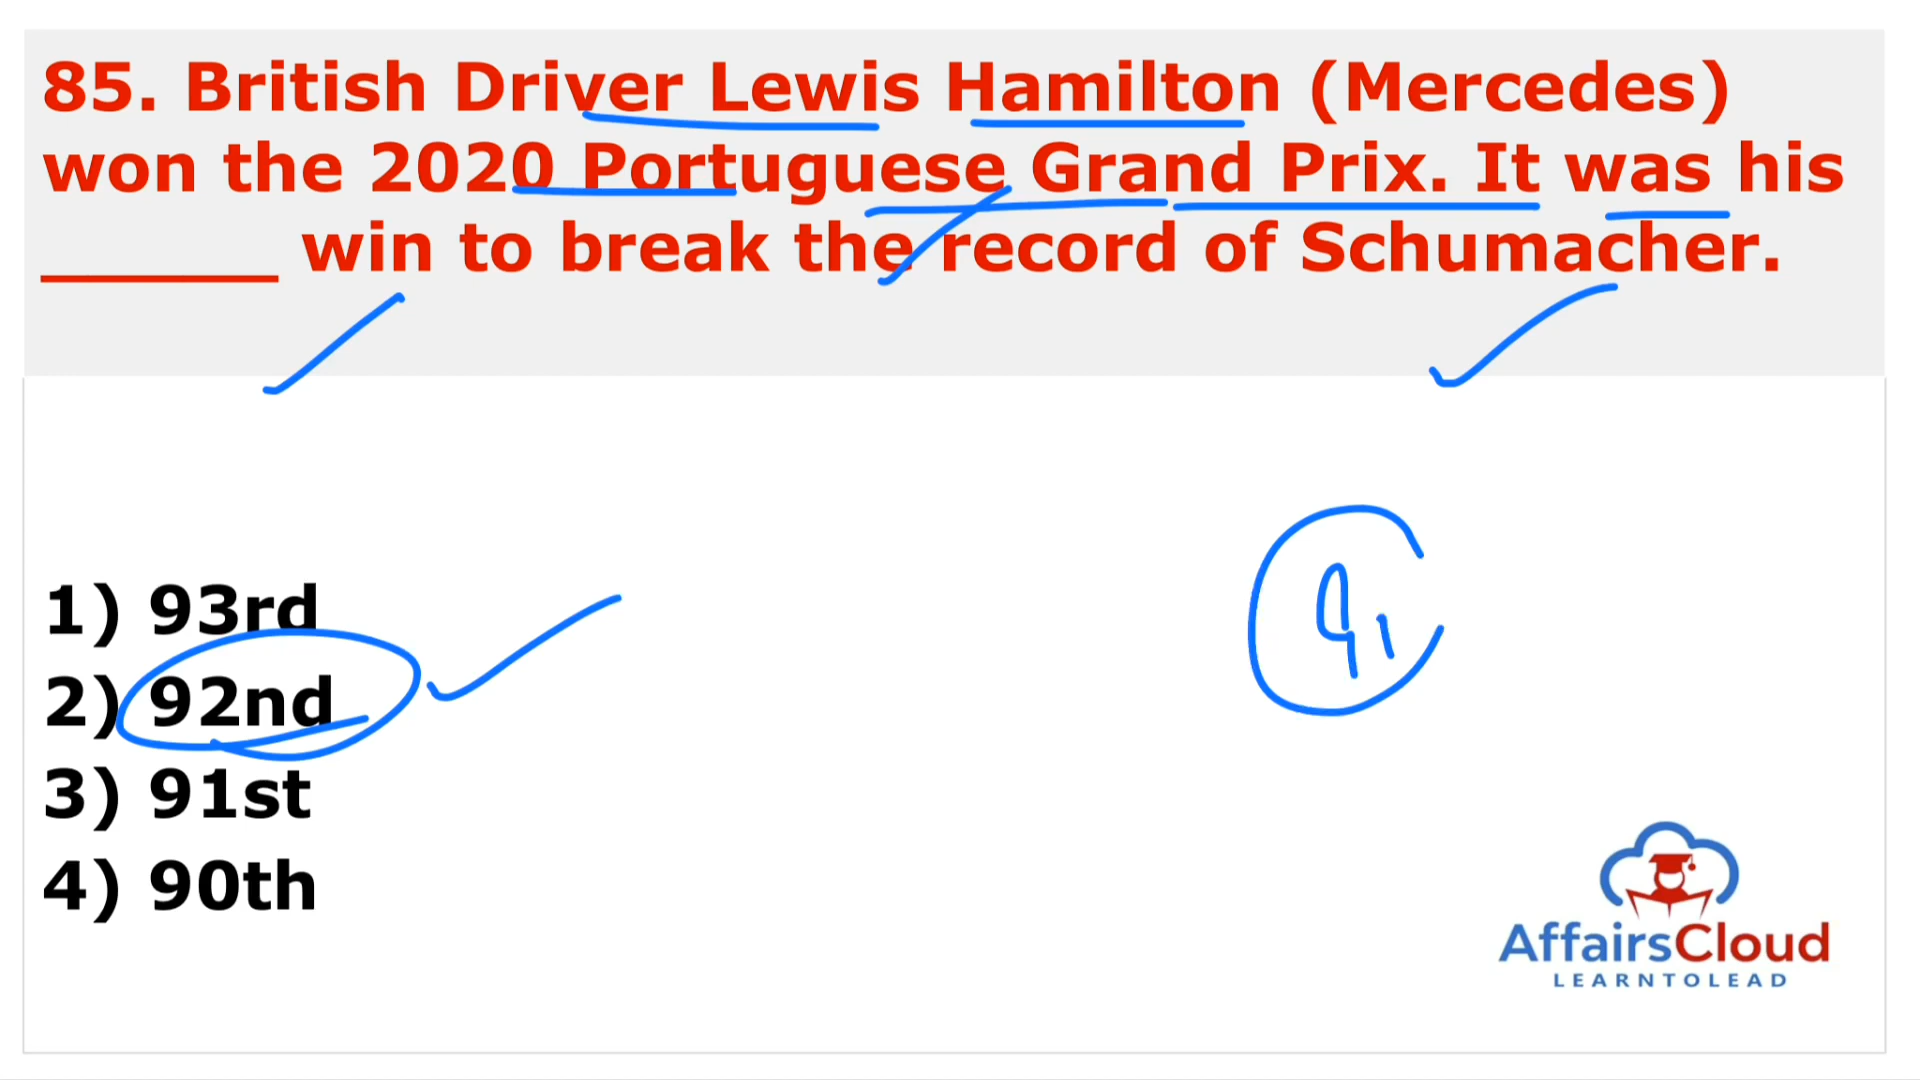 85. British Driver Lewis Hamilton (Mercedes)
won the 2020 Portuguese Grand Prix. It was his
_______ win to break the record of Schumacher.
1) 93rd
2) 92nd
91
3) 91st
4) 90th
AffairsCloud
LEARNTOLEAD